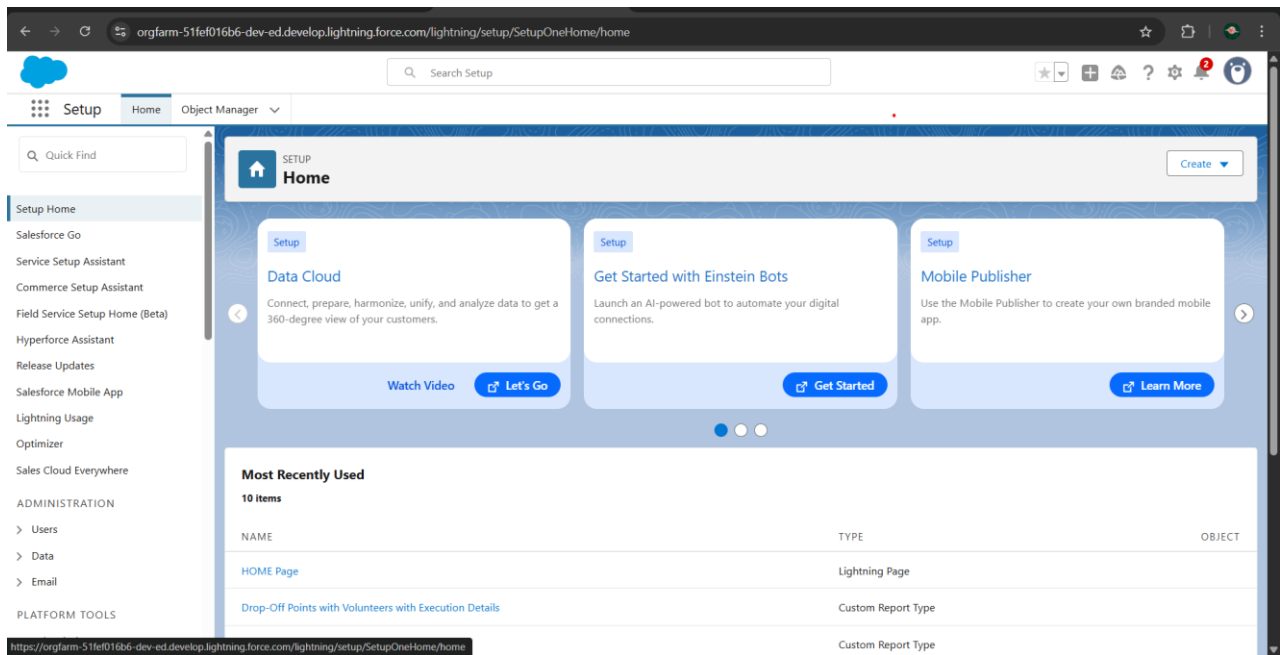 orgfarm-51fef016b6-dev-ed.develop.lightning.force.com/lightning/setup/SetupOneHome/home
Search Setup
2
Setup
Home
Object Manager
Quick Find
Setup Home
Salesforce Go
Service Setup Assistant
Commerce Setup Assistant
Field Service Setup Home (Beta)
Hyperforce Assistant
Release Updates
Salesforce Mobile App
Lightning Usage
Optimizer
Sales Cloud Everywhere
ADMINISTRATION
Users
Data
Email
PLATFORM TOOLS
SETUP
Home
Create
Setup
Data Cloud
Connect, prepare, harmonize, unify, and analyze data to get a
360-degree view of your customers.
Watch Video
Let's Go
Setup
Get Started with Einstein Bots
Launch an AI-powered bot to automate your digital
connections.
Get Started
Setup
Mobile Publisher
Use the Mobile Publisher to create your own branded mobile
app.
Learn More
Most Recently Used
10 items
NAME TYPE OBJECT
HOME Page Lightning Page
Drop-Off Points with Volunteers with Execution Details Custom Report Type
Custom Report Type
https://orgfarm-51fef016b6-dev-ed.develop.lightning.force.com/lightning/setup/SetupOneHome/home